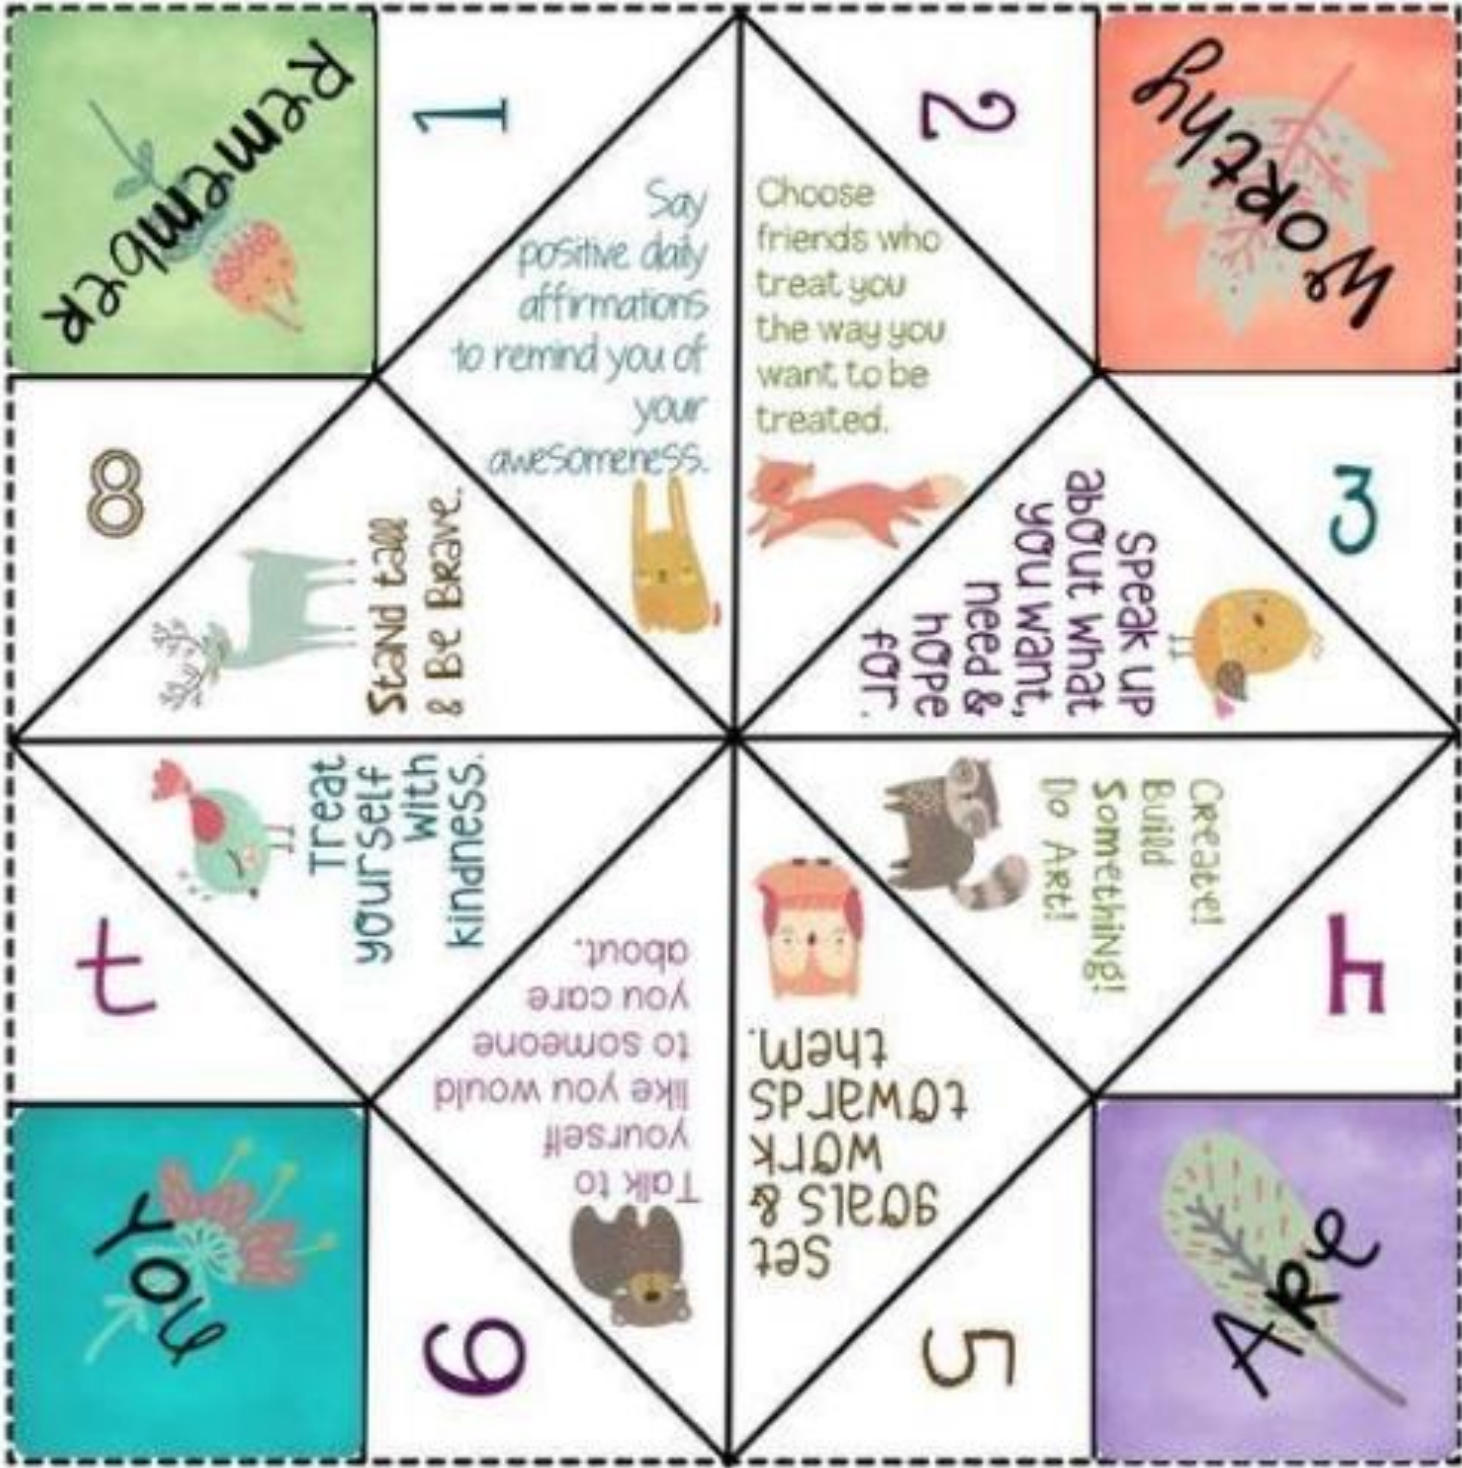 Remember
You
Are
Worthy
1
Say
positive daily
affirmations
to remind you of
your
awesomeness.
2
Choose
friends who
treat you
the way you
want to be
treated.
3
Speak up
about what
you want,
need &
hope
for.
4
Create!
Build
Something!
Do Art!
5
Set
goals &
work
towards
them.
6
Talk to
yourself
like you would
to someone
you care
about.
7
Treat
yourself
with
kindness.
8
Stand tall
& Be Brave.